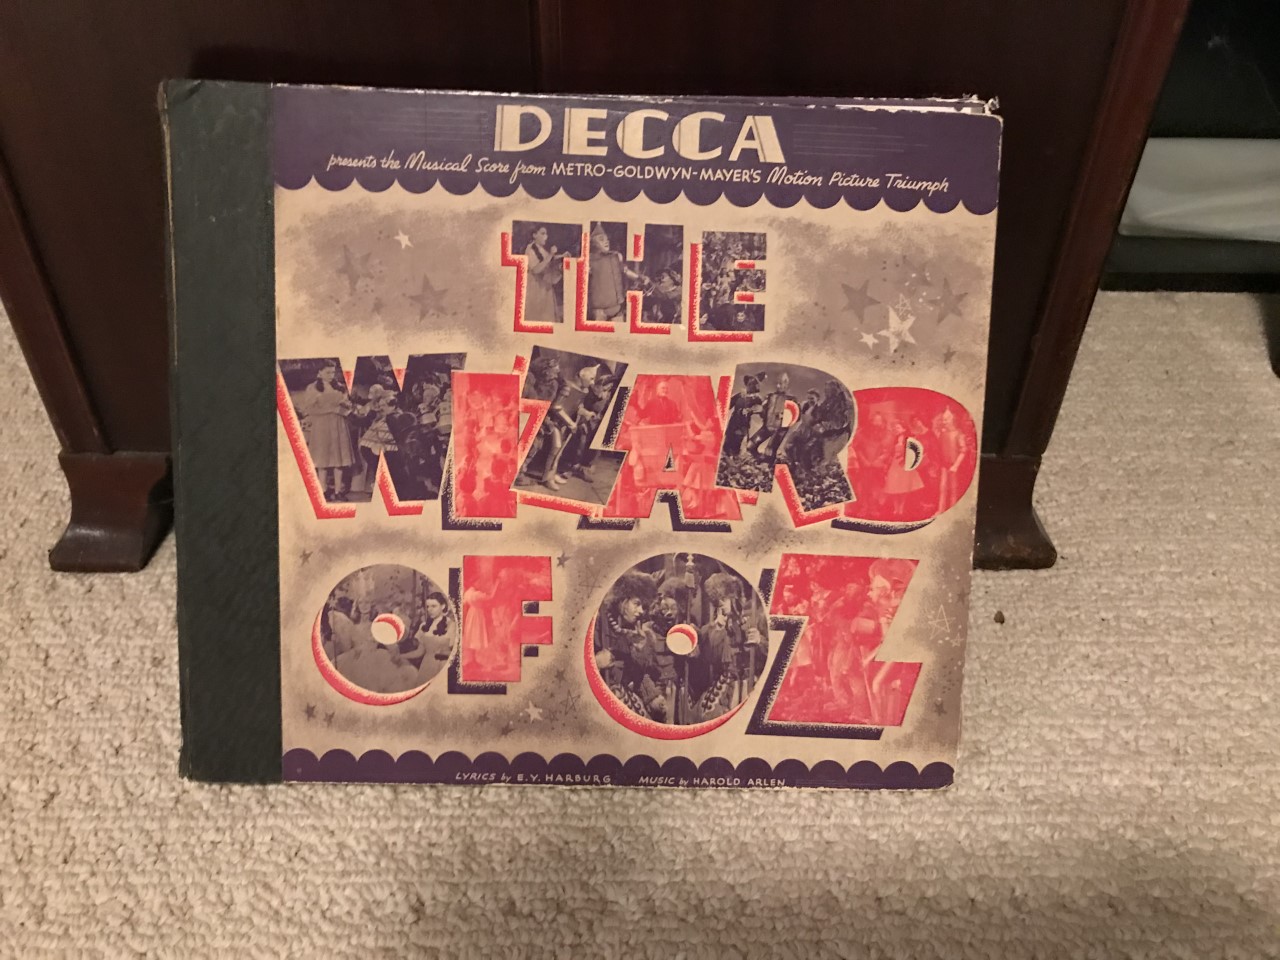 DECCA
presents the Musical Score from METRO-GOLDWYN-MAYER'S Motion Picture Triumph
THE
WIZARD
OF OZ
LYRICS by E.Y. HARBURG MUSIC by HAROLD ARLEN